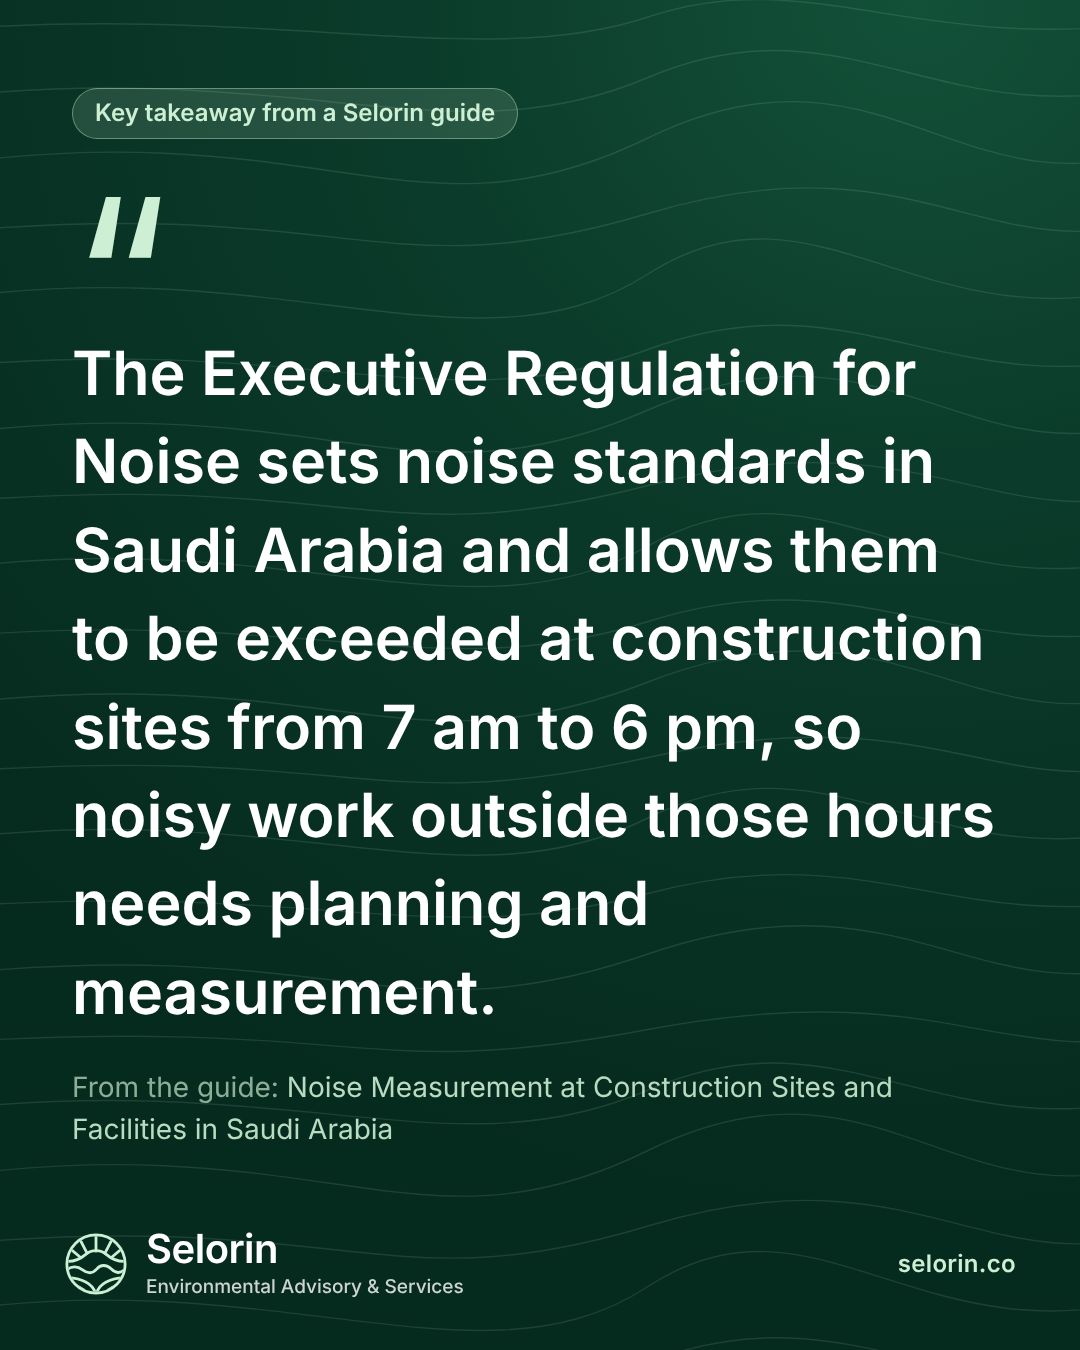 Key takeaway from a Selorin guide
"
The Executive Regulation for
Noise sets noise standards in
Saudi Arabia and allows them
to be exceeded at construction
sites from 7 am to 6 pm, so
noisy work outside those hours
needs planning and
measurement.
From the guide: Noise Measurement at Construction Sites and
Facilities in Saudi Arabia
Selorin
Environmental Advisory & Services
selorin.co